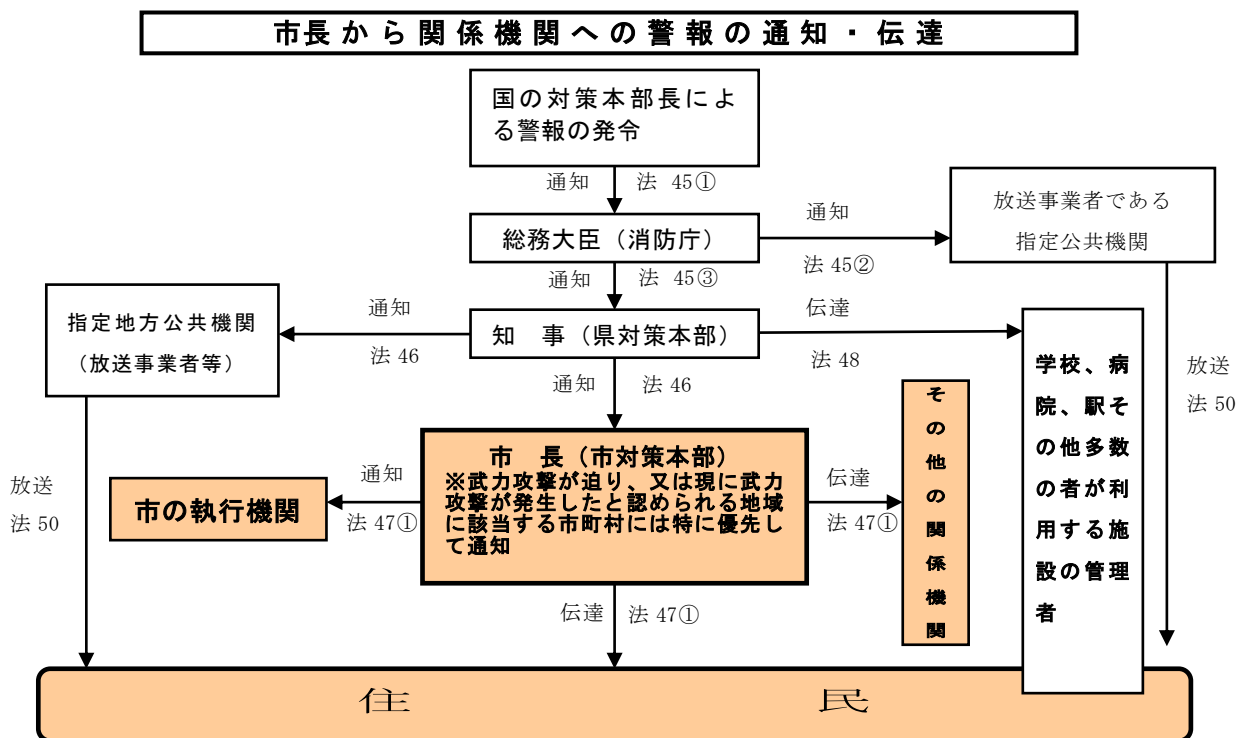 市長から関係機関への警報の通知・伝達
国の対策本部長によ
る警報の発令
通知 法 45①
総務大臣（消防庁）
通知
法 45②
放送事業者である
指定公共機関
通知 法 45③
指定地方公共機関
（放送事業者等）
通知
法 46
知 事（県対策本部）
伝達
法 48
学校、病
院、駅そ
の他多数
の者が利
用する施
設の管理
者
放送
法 50
通知 法 46
市 長（市対策本部）
※武力攻撃が迫り、又は現に武力
攻撃が発生したと認められる地域
に該当する市町村には特に優先し
て通知
通知
法 47①
市の執行機関
伝達
法 47①
その他の関係機関
放送
法 50
伝達 法 47①
住 民